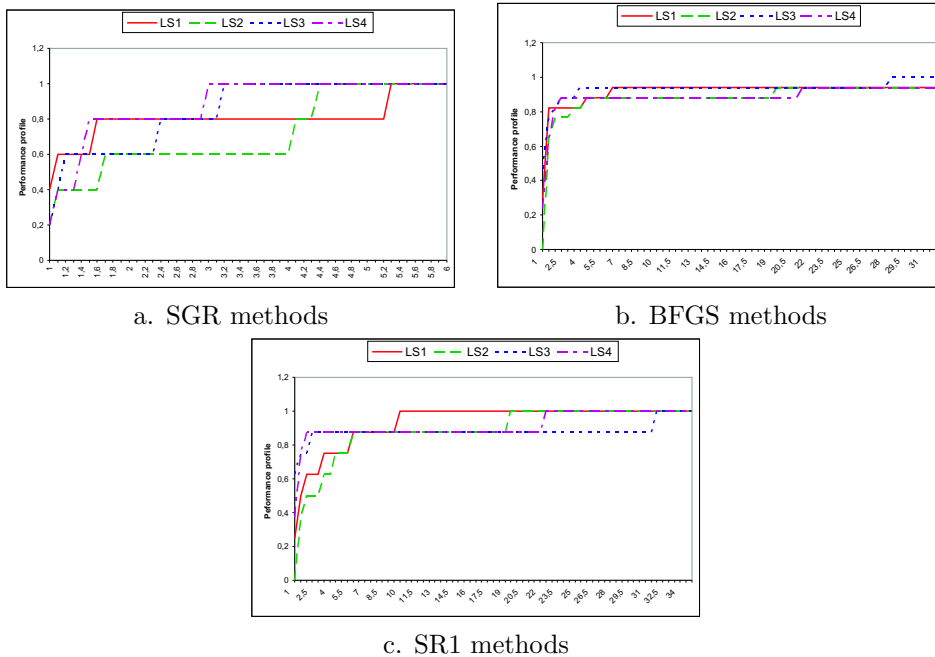 LS1 LS2 LS3 LS4
Performance profile
1,2
1
0,8
0,6
0,4
0,2
0
1 1,2 1,4 1,6 1,8 2 2,2 2,4 2,6 2,8 3 3,2 3,4 3,6 3,8 4 4,2 4,4 4,6 4,8 5 5,2 5,4 5,6 5,8 6
a. SGR methods
LS1 LS2 LS3 LS4
Performance profile
1,2
1
0,8
0,6
0,4
0,2
0
1 2,5 4 5,5 7 8,5 10 11,5 13 14,5 16 17,5 19 20,5 22 23,5 25 26,5 28 29,5 31
b. BFGS methods
LS1 LS2 LS3 LS4
Peformance profile
1,2
1
0,8
0,6
0,4
0,2
0
1 2,5 4 5,5 7 8,5 10 11,5 13 14,5 16 17,5 19 20,5 22 23,5 25 26,5 28 29,5 31 32,5 34
c. SR1 methods